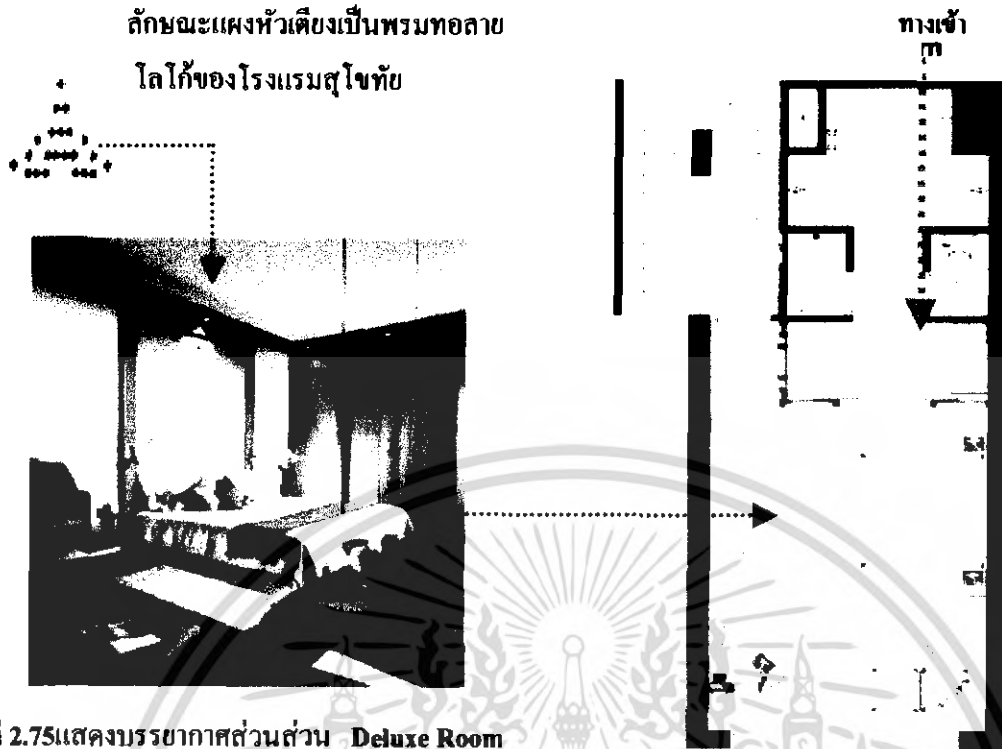 ลักษณะแผงหัวเตียงเป็นพรมทอลาย
โลโก้ของโรงแรมสุโขทัย
ทางเข้า
2.75แสดงบรรยากาศส่วนส่วน Deluxe Room